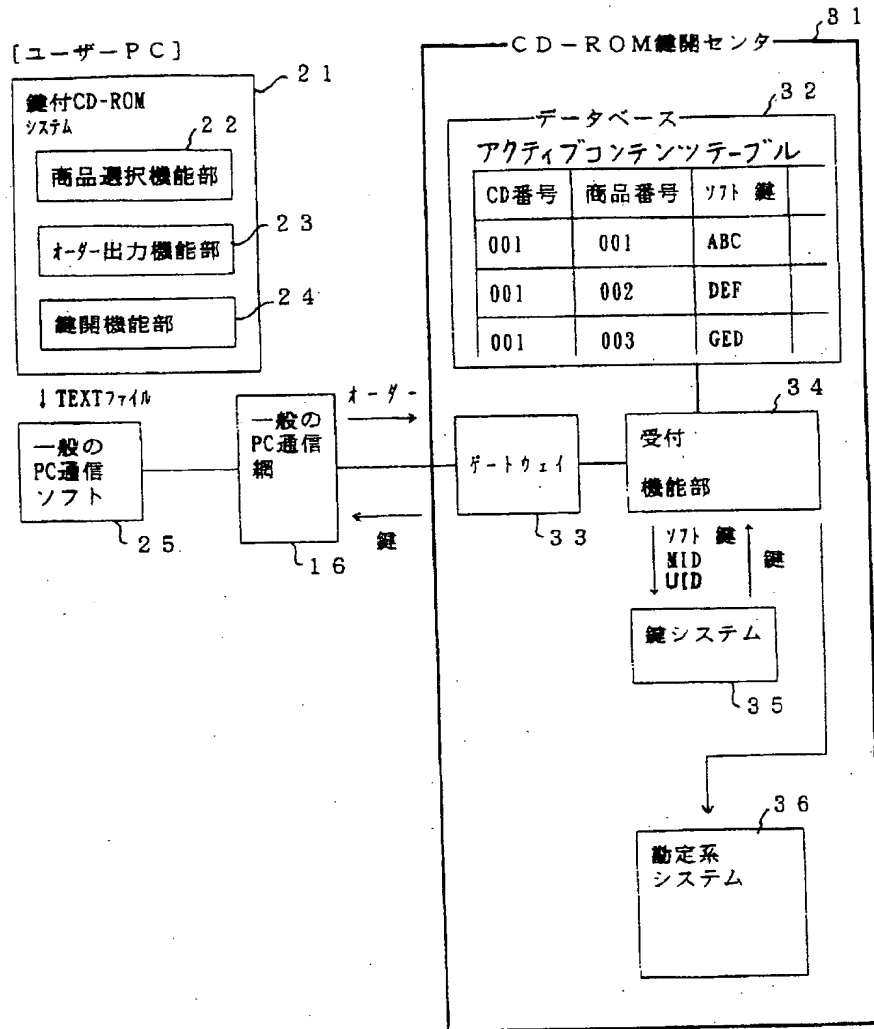 [ユーザーPC]
21
鍵付CD-ROM
システム
22
商品選択機能部
23
オーダー出力機能部
24
鍵開機能部
↓TEXTファイル
一般の
PC通信
ソフト
25
一般の
PC通信
網
16
オーダー
鍵
31
CD-ROM鍵開センタ
32
データベース
アクティブコンテンツテーブル
CD番号 商品番号 ソフト鍵
001 001 ABC
001 002 DEF
001 003 GED
ゲートウェイ
33
34
受付
機能部
ソフト鍵
MID
UID
鍵
鍵システム
35
36
勘定系
システム